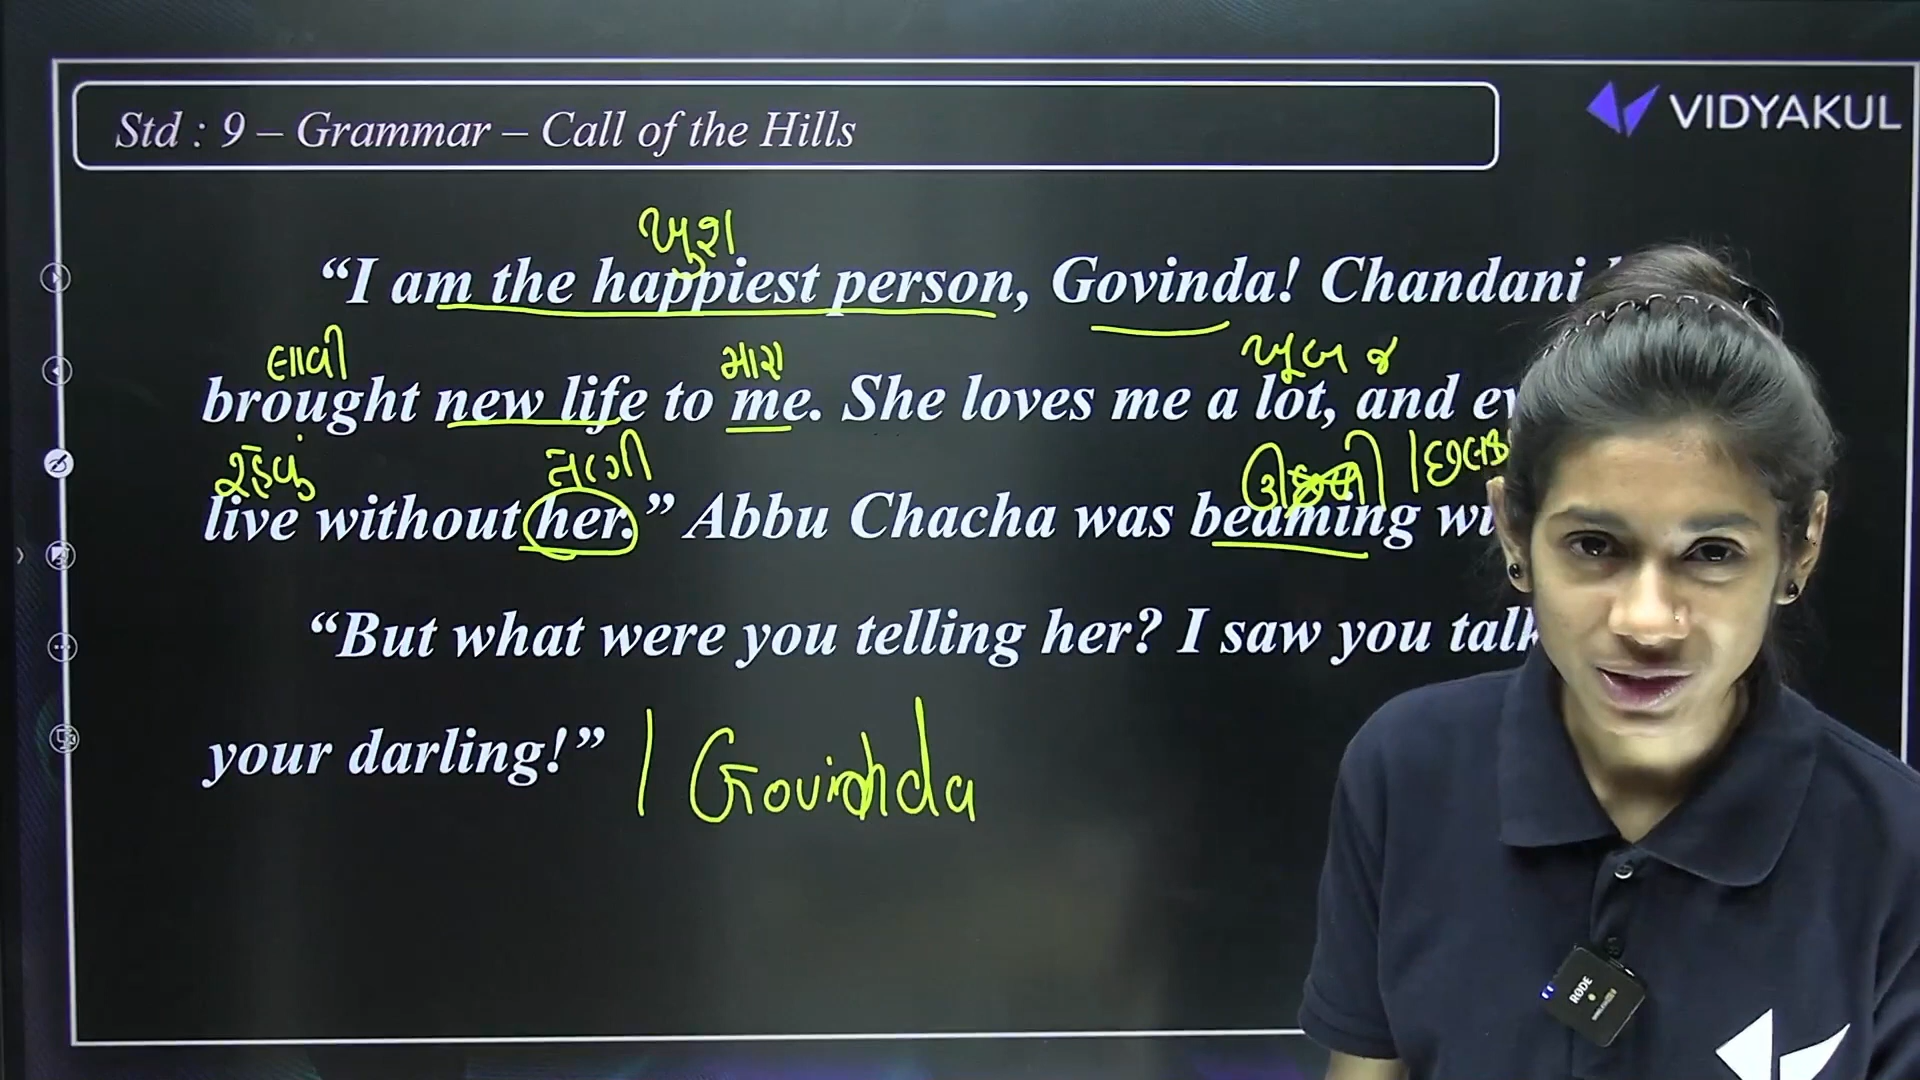 Std : 9 – Grammar – Call of the Hills
VIDYAKUL
ખુશ
“I am the happiest person, Govinda! Chandani
લાવી મારા ખૂબ જ
brought new life to me. She loves me a lot, and
રહેવું
live without her.” Abbu Chacha was beaming
“But what were you telling her? I saw you talk
your darling!” | Govinda
RØDE